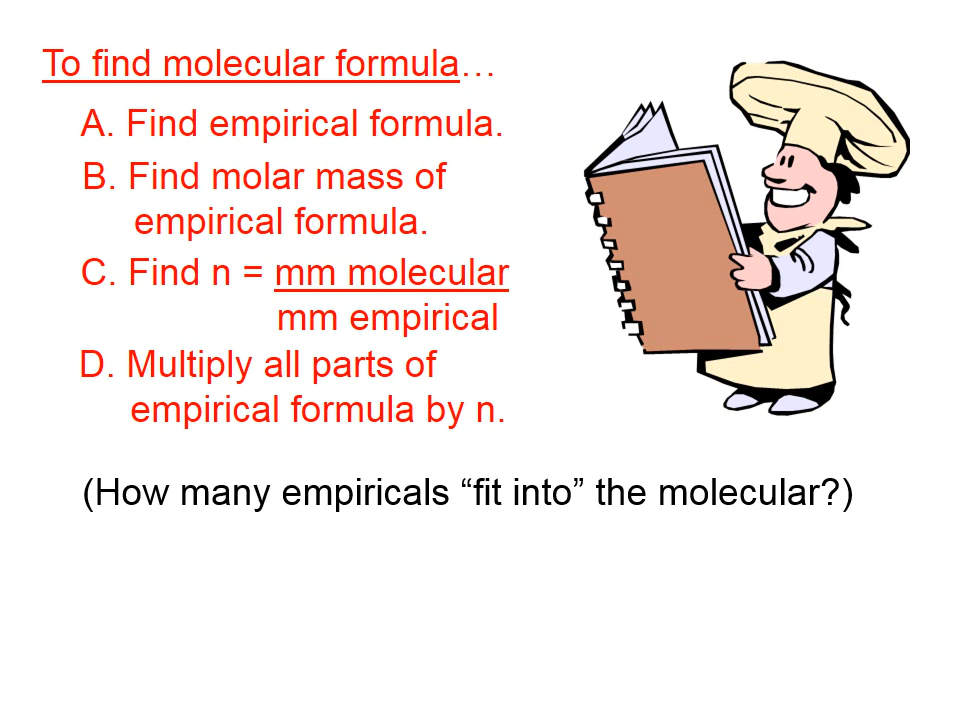 To find molecular formula…
A. Find empirical formula.
B. Find molar mass of
empirical formula.
C. Find n = mm molecular
mm empirical
D. Multiply all parts of
empirical formula by n.
(How many empiricals “fit into” the molecular?)